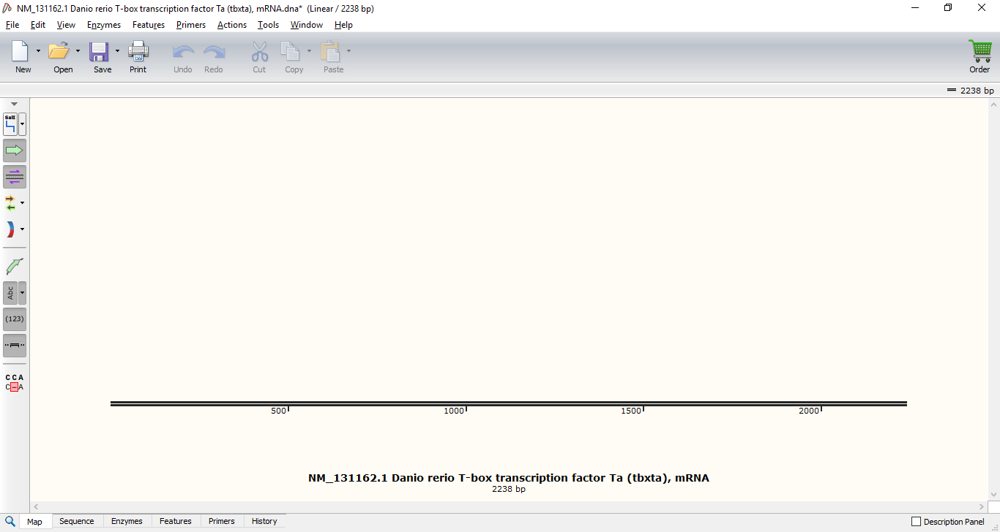 NM_131162.1 Danio rerio T-box transcription factor Ta (tbxta), mRNA.dna* (Linear / 2238 bp)
File Edit View Enzymes Features Primers Actions Tools Window Help
New Open Save Print Undo Redo Cut Copy Paste Order
2238 bp
SalI
Abc
(123)
C C A
C – A
500 1000 1500 2000
NM_131162.1 Danio rerio T-box transcription factor Ta (tbxta), mRNA
2238 bp
Map Sequence Enzymes Features Primers History Description Panel